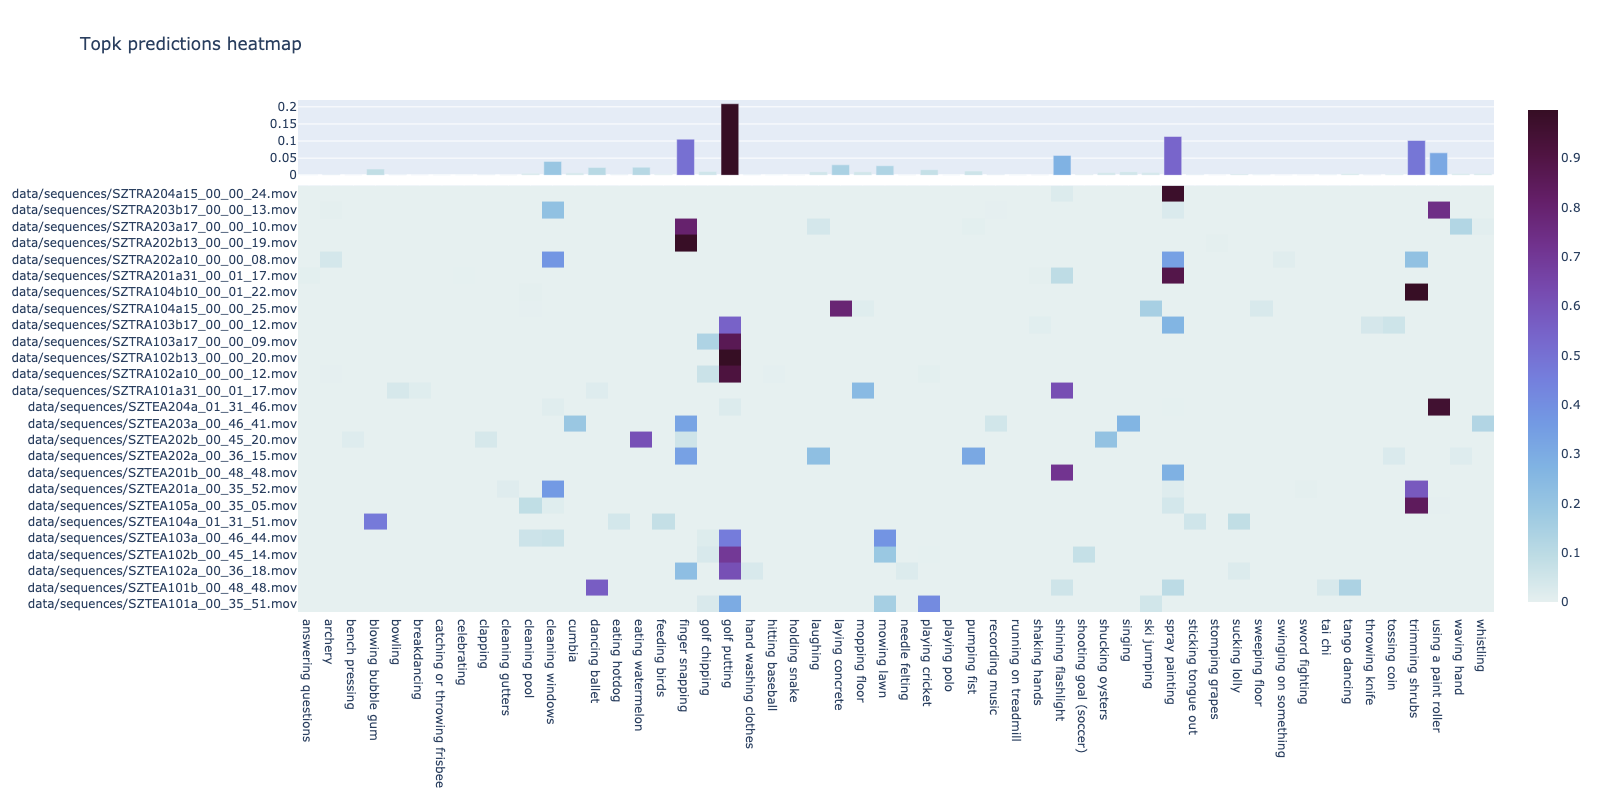 Topk predictions heatmap
0.2
0.15
0.1
0.05
0
data/sequences/SZTRA204a15_00_00_24.mov
data/sequences/SZTRA203b17_00_00_13.mov
data/sequences/SZTRA203a17_00_00_10.mov
data/sequences/SZTRA202b13_00_00_19.mov
data/sequences/SZTRA202a10_00_00_08.mov
data/sequences/SZTRA201a31_00_01_17.mov
data/sequences/SZTRA104b10_00_01_22.mov
data/sequences/SZTRA104a15_00_00_25.mov
data/sequences/SZTRA103b17_00_00_12.mov
data/sequences/SZTRA103a17_00_00_09.mov
data/sequences/SZTRA102b13_00_00_20.mov
data/sequences/SZTRA102a10_00_00_12.mov
data/sequences/SZTRA101a31_00_01_17.mov
data/sequences/SZTEA204a_01_31_46.mov
data/sequences/SZTEA203a_00_46_41.mov
data/sequences/SZTEA202b_00_45_20.mov
data/sequences/SZTEA202a_00_36_15.mov
data/sequences/SZTEA201b_00_48_48.mov
data/sequences/SZTEA201a_00_35_52.mov
data/sequences/SZTEA105a_00_35_05.mov
data/sequences/SZTEA104a_01_31_51.mov
data/sequences/SZTEA103a_00_46_44.mov
data/sequences/SZTEA102b_00_45_14.mov
data/sequences/SZTEA102a_00_36_18.mov
data/sequences/SZTEA101b_00_48_48.mov
data/sequences/SZTEA101a_00_35_51.mov
answering questions
archery
bench pressing
blowing bubble gum
bowling
breakdancing
catching or throwing frisbee
celebrating
clapping
cleaning gutters
cleaning pool
cleaning windows
cumbia
dancing ballet
eating hotdog
eating watermelon
feeding birds
finger snapping
golf chipping
golf putting
hand washing clothes
hitting baseball
holding snake
laughing
laying concrete
mopping floor
mowing lawn
needle felting
playing cricket
playing polo
pumping fist
recording music
running on treadmill
shaking hands
shining flashlight
shooting goal (soccer)
shucking oysters
singing
ski jumping
spray painting
sticking tongue out
stomping grapes
sucking lolly
sweeping floor
swinging on something
sword fighting
tai chi
tango dancing
throwing knife
tossing coin
trimming shrubs
using a paint roller
waving hand
whistling
0.9
0.8
0.7
0.6
0.5
0.4
0.3
0.2
0.1
0